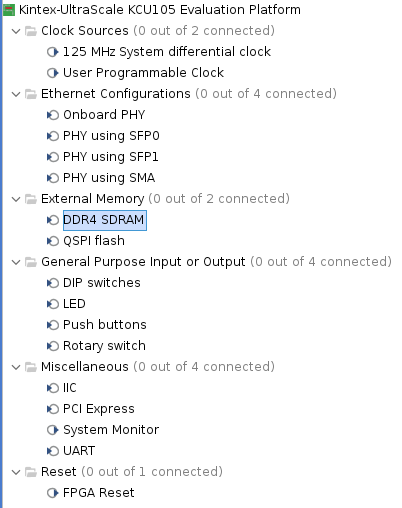 Kintex-UltraScale KCU105 Evaluation Platform
Clock Sources (0 out of 2 connected)
125 MHz System differential clock
User Programmable Clock
Ethernet Configurations (0 out of 4 connected)
Onboard PHY
PHY using SFP0
PHY using SFP1
PHY using SMA
External Memory (0 out of 2 connected)
DDR4 SDRAM
QSPI flash
General Purpose Input or Output (0 out of 4 connected)
DIP switches
LED
Push buttons
Rotary switch
Miscellaneous (0 out of 4 connected)
IIC
PCI Express
System Monitor
UART
Reset (0 out of 1 connected)
FPGA Reset